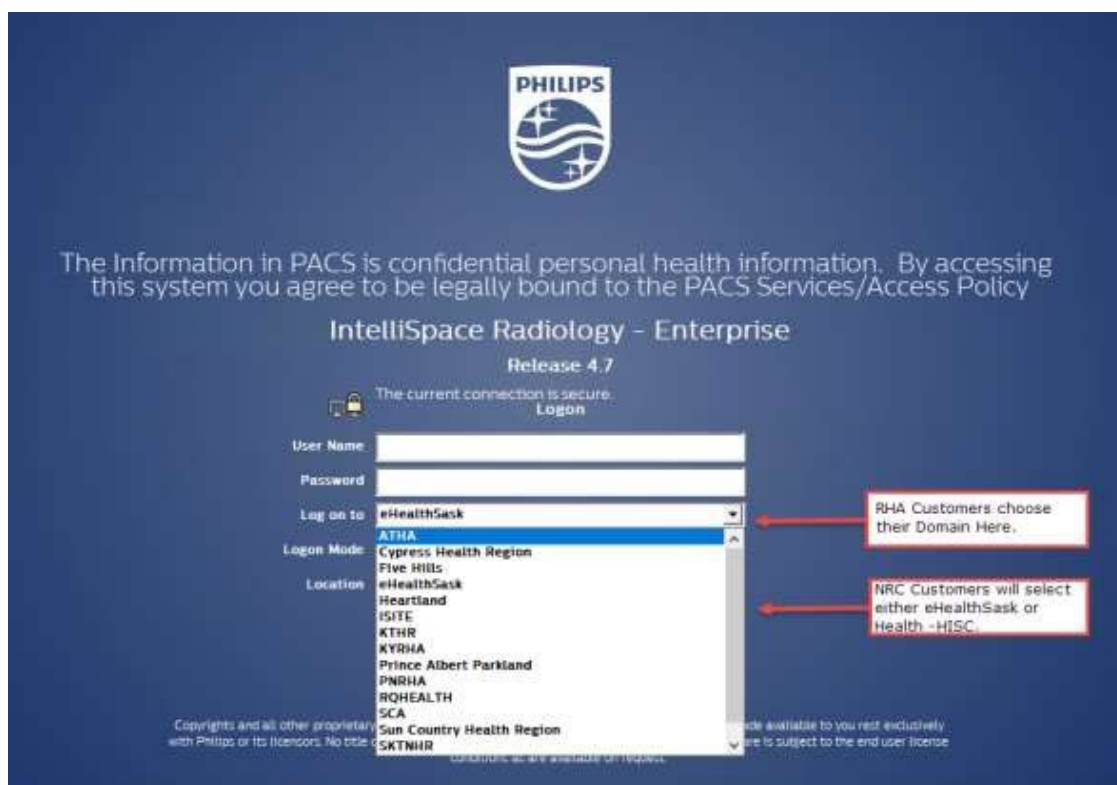 PHILIPS
The Information in PACS is confidential personal health information. By accessing
this system you agree to be legally bound to the PACS Services/Access Policy
IntelliSpace Radiology - Enterprise
Release 4.7
The current connection is secure.
Logon
User Name
Password
Log on to eHealthSask
RHA Customers choose
their Domain Here.
Logon Mode
Location
ATHA
Cypress Health Region
Five Hills
eHealthSask
Heartland
ISITE
KTHR
KYRHA
Prince Albert Parkland
PNRHA
RQHEALTH
SCA
Sun Country Health Region
SKTNHR
NRC Customers will select
either eHealthSask or
Health -HISC.
Copyrights and all other proprietary
available to you rest exclusively
with Philips or its licensors. No title
is subject to the end user license
conditions as are available on request.